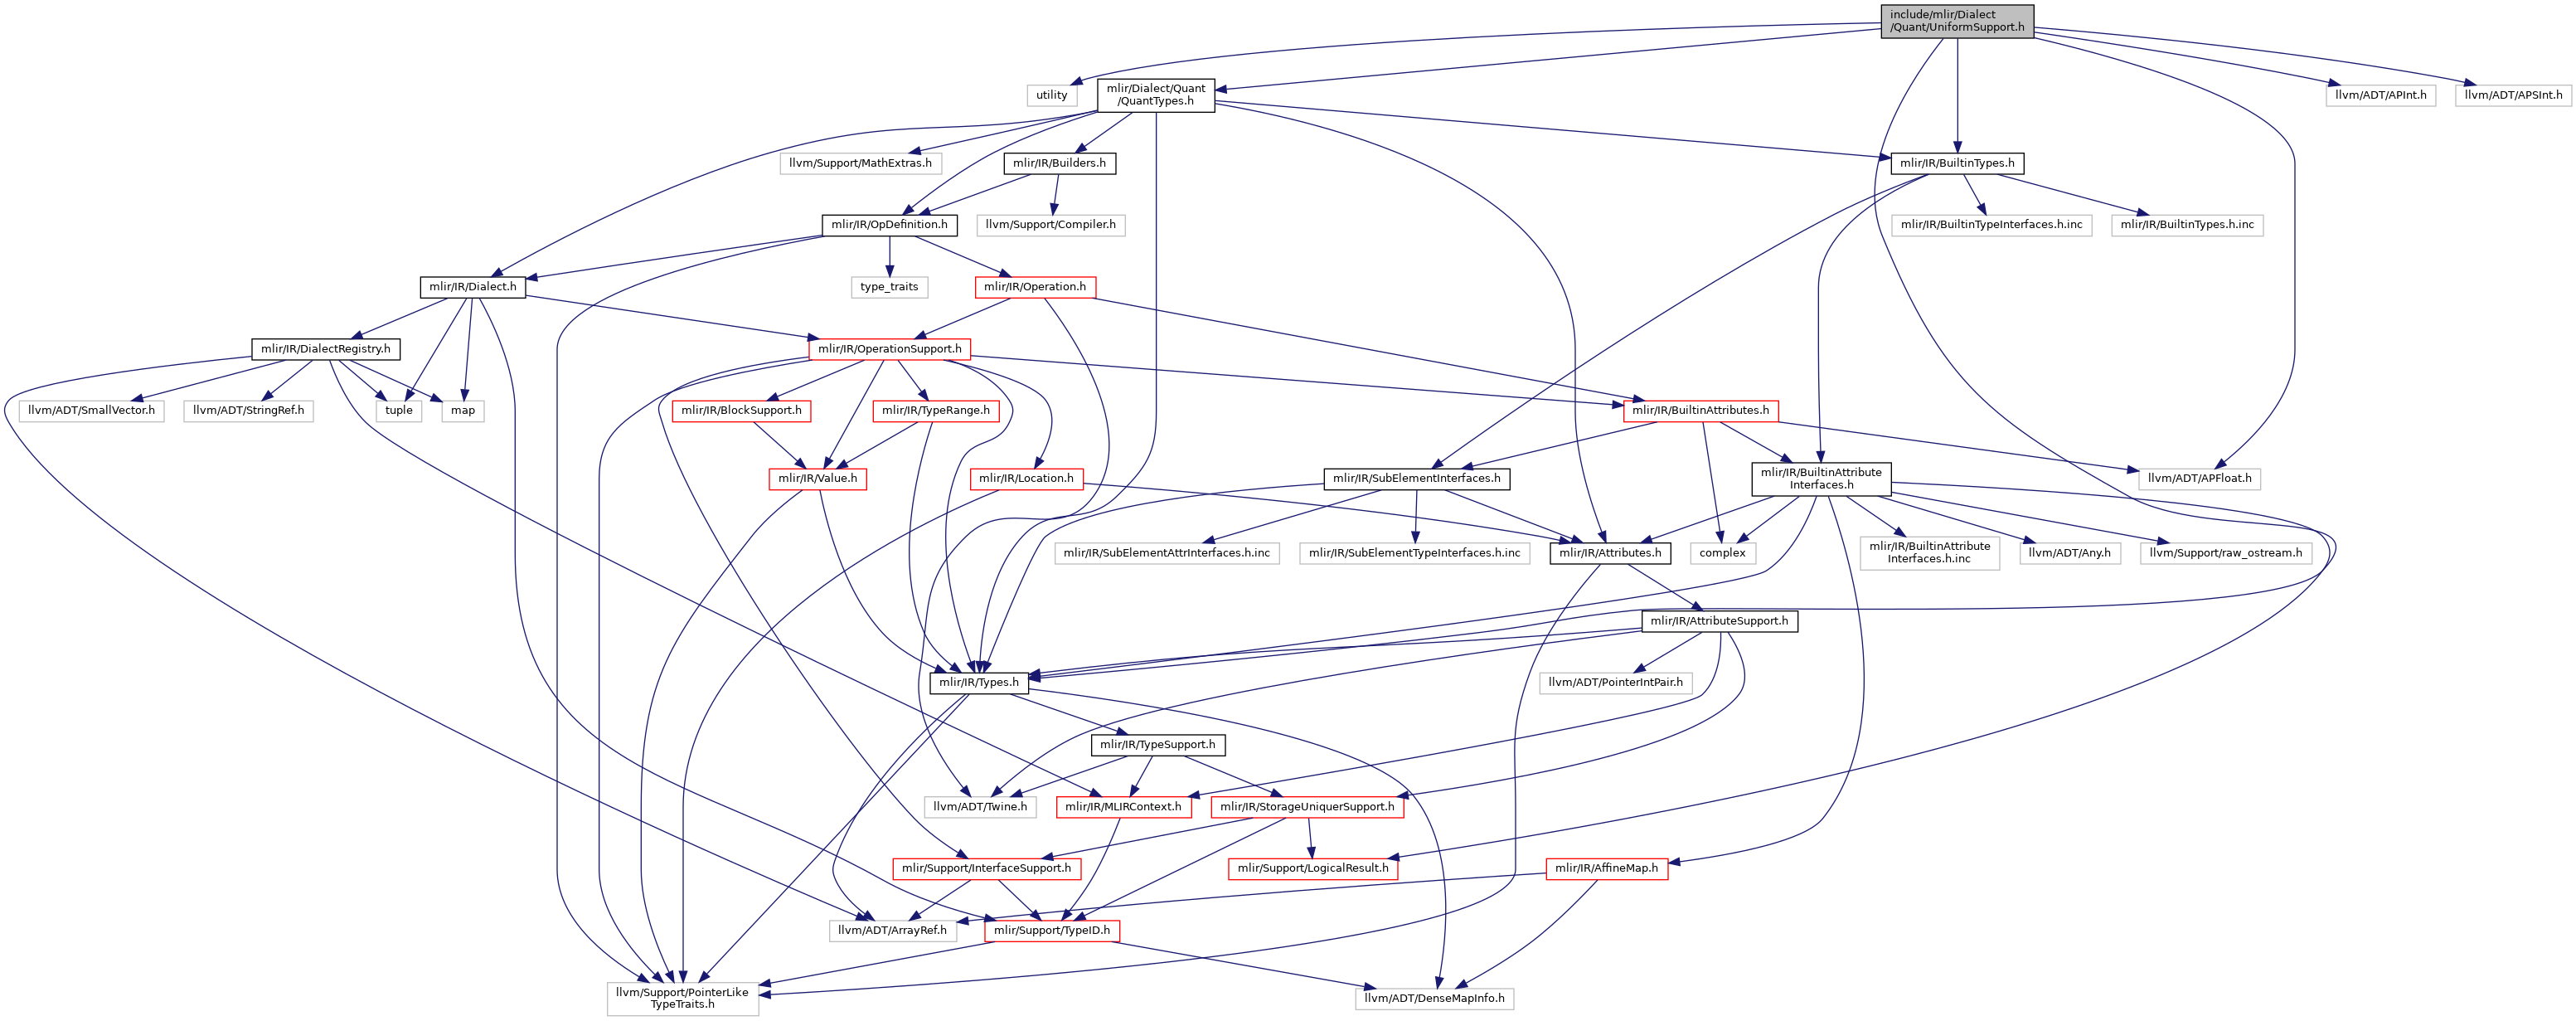 include/mlir/Dialect
/Quant/UniformSupport.h
utility
mlir/Dialect/Quant
/QuantTypes.h
llvm/ADT/APInt.h
llvm/ADT/APSInt.h
llvm/Support/MathExtras.h
mlir/IR/Builders.h
mlir/IR/BuiltinTypes.h
mlir/IR/OpDefinition.h
llvm/Support/Compiler.h
mlir/IR/BuiltinTypeInterfaces.h.inc
mlir/IR/BuiltinTypes.h.inc
mlir/IR/Dialect.h
type_traits
mlir/IR/Operation.h
mlir/IR/DialectRegistry.h
mlir/IR/OperationSupport.h
llvm/ADT/SmallVector.h
llvm/ADT/StringRef.h
tuple
map
mlir/IR/BlockSupport.h
mlir/IR/TypeRange.h
mlir/IR/BuiltinAttributes.h
mlir/IR/Value.h
mlir/IR/Location.h
mlir/IR/SubElementInterfaces.h
mlir/IR/BuiltinAttribute
Interfaces.h
llvm/ADT/APFloat.h
mlir/IR/SubElementAttrInterfaces.h.inc
mlir/IR/SubElementTypeInterfaces.h.inc
mlir/IR/Attributes.h
complex
mlir/IR/BuiltinAttribute
Interfaces.h.inc
llvm/ADT/Any.h
llvm/Support/raw_ostream.h
mlir/IR/AttributeSupport.h
mlir/IR/Types.h
llvm/ADT/PointerIntPair.h
mlir/IR/TypeSupport.h
llvm/ADT/Twine.h
mlir/IR/MLIRContext.h
mlir/IR/StorageUniquerSupport.h
mlir/Support/InterfaceSupport.h
mlir/Support/LogicalResult.h
mlir/IR/AffineMap.h
llvm/ADT/ArrayRef.h
mlir/Support/TypeID.h
llvm/Support/PointerLike
TypeTraits.h
llvm/ADT/DenseMapInfo.h